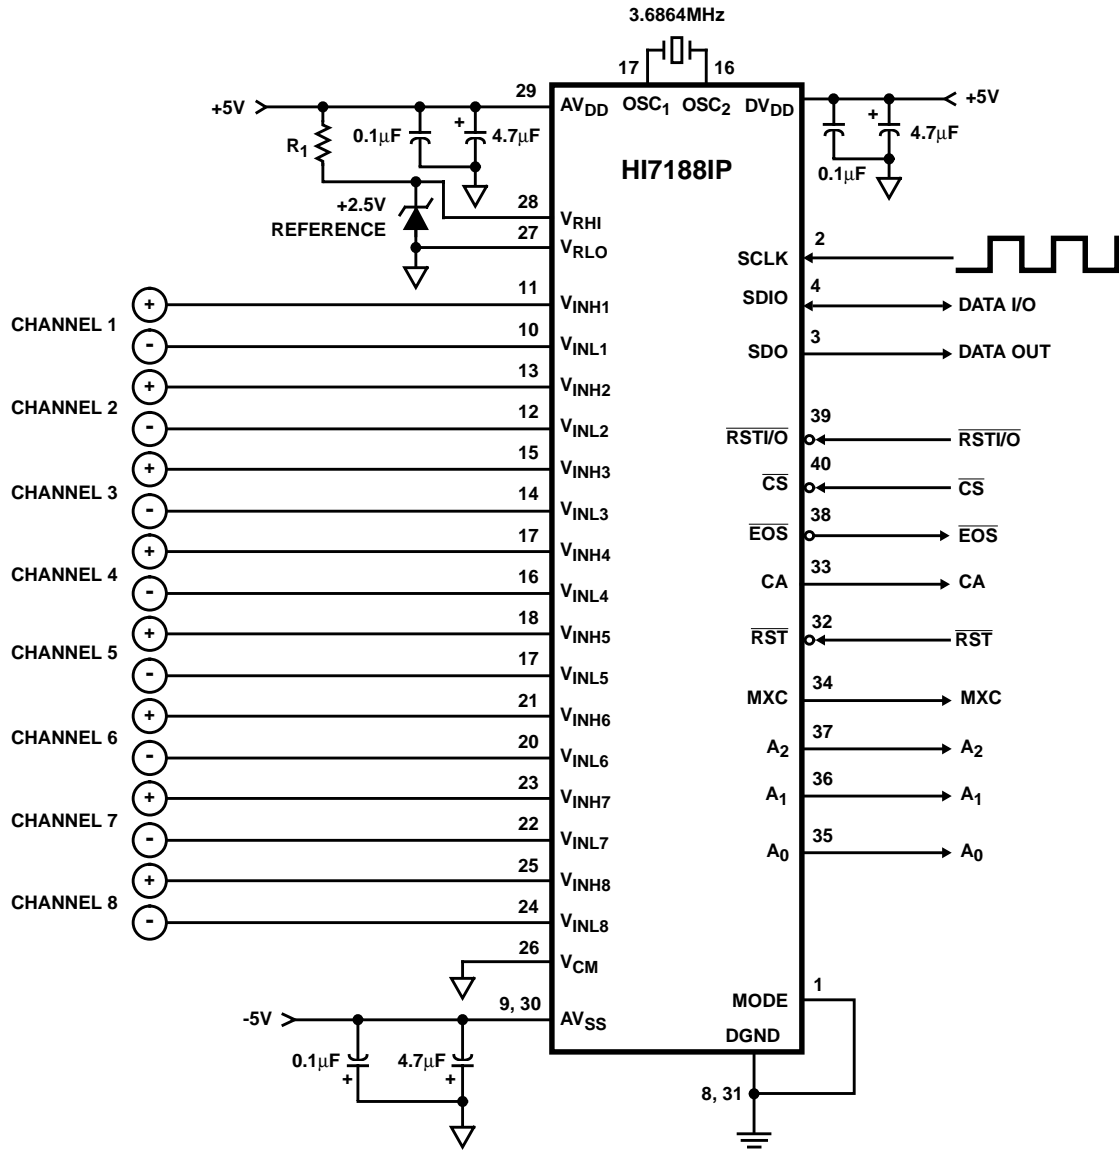 3.6864MHz
17
16
+5V
29
AVDD
OSC1
OSC2
DVDD
+5V
R1
0.1µF
+
4.7µF
+
4.7µF
0.1µF
HI7188IP
+2.5V
REFERENCE
28
VRHI
27
VRLO
2
SCLK
4
SDIO
DATA I/O
3
SDO
DATA OUT
39
RSTI/O
RSTI/O
40
CS
CS
38
EOS
EOS
33
CA
CA
32
RST
RST
34
MXC
MXC
37
A2
A2
36
A1
A1
35
A0
A0
CHANNEL 1
+
11
VINH1
-
10
VINL1
CHANNEL 2
+
13
VINH2
-
12
VINL2
CHANNEL 3
+
15
VINH3
-
14
VINL3
CHANNEL 4
+
17
VINH4
-
16
VINL4
CHANNEL 5
+
18
VINH5
-
17
VINL5
CHANNEL 6
+
21
VINH6
-
20
VINL6
CHANNEL 7
+
23
VINH7
-
22
VINL7
CHANNEL 8
+
25
VINH8
-
24
VINL8
26
VCM
-5V
9, 30
AVSS
0.1µF
+
4.7µF
+
1
MODE
DGND
8, 31